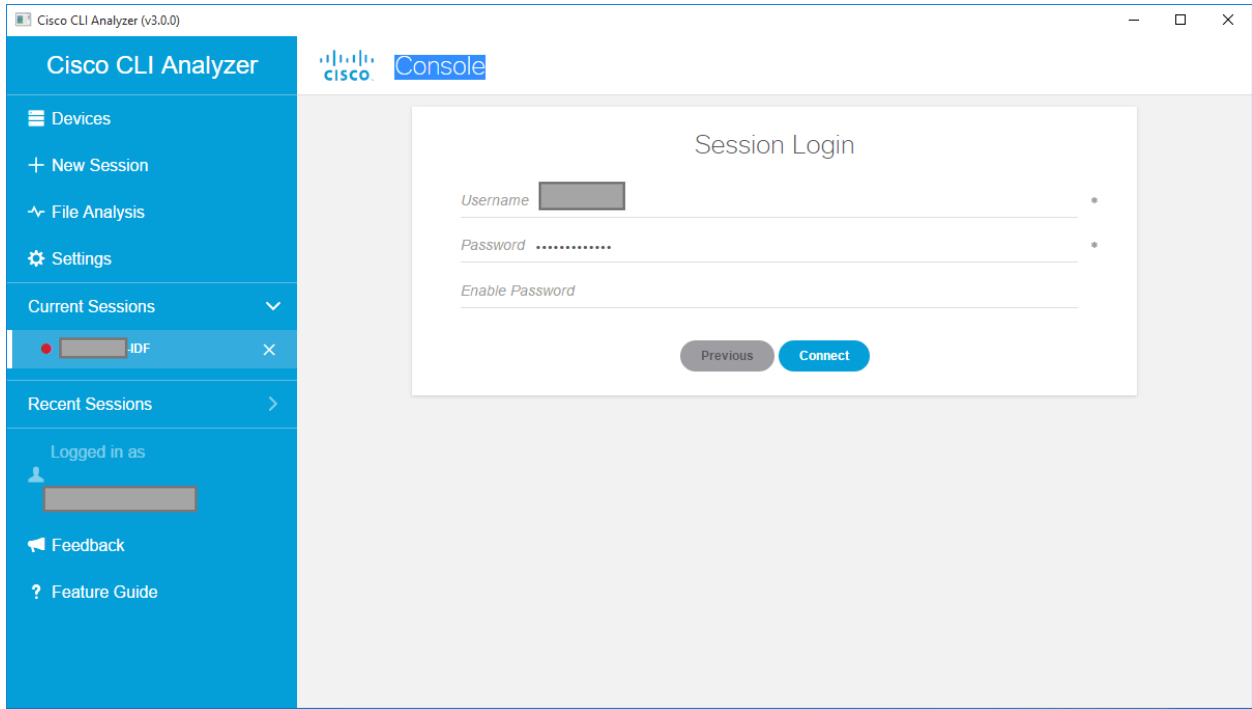 Cisco CLI Analyzer (v3.0.0)
Cisco CLI Analyzer
CISCO Console
Devices
New Session
File Analysis
Settings
Current Sessions
-IDF
Recent Sessions
Logged in as
Feedback
? Feature Guide
Session Login
Username *
Password ............. *
Enable Password
Previous Connect